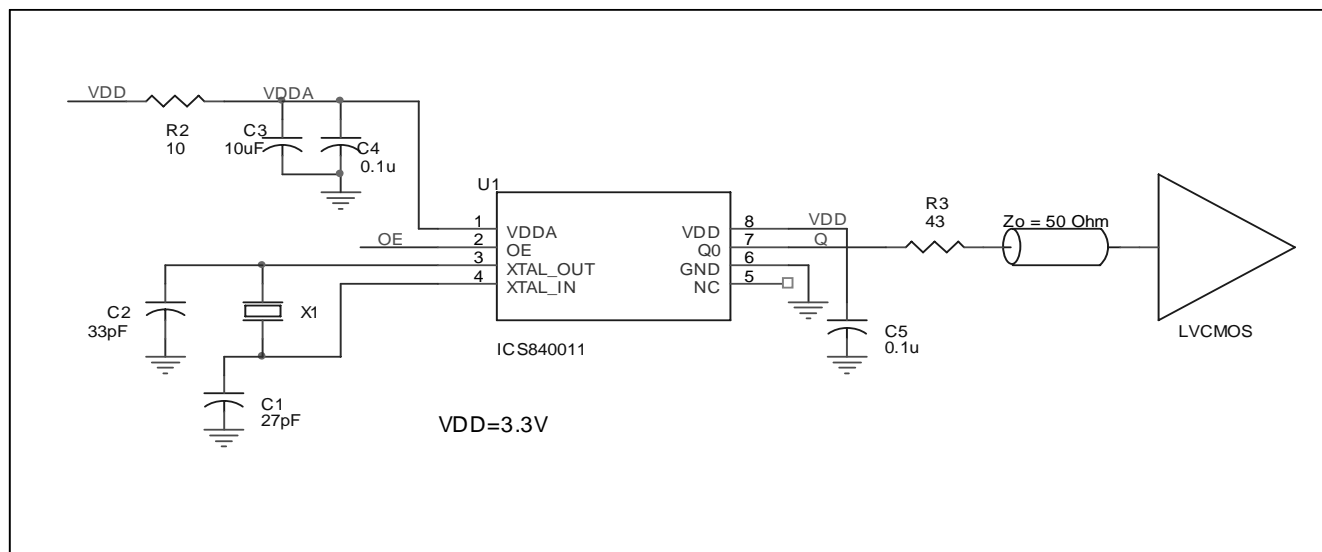 VDD
VDDA
R2
10
C3
10uF
C4
0.1u
U1
1
VDDA
OE
2
OE
3
XTAL_OUT
4
XTAL_IN
VDD
8
VDD
Q0
7
Q
GND
6
NC
5
ICS840011
R3
43
Zo = 50 Ohm
LVCMOS
C5
0.1u
C2
33pF
X1
C1
27pF
VDD=3.3V